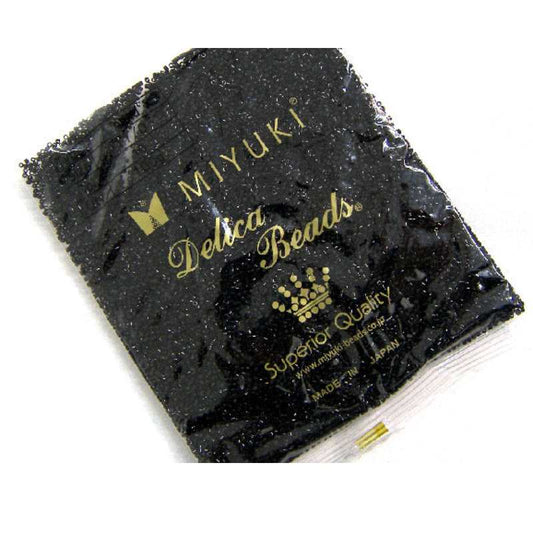 MIYUKI®
Delica
Beads®
Superior Quality
www.miyuki-beads.co.jp
MADE IN JAPAN